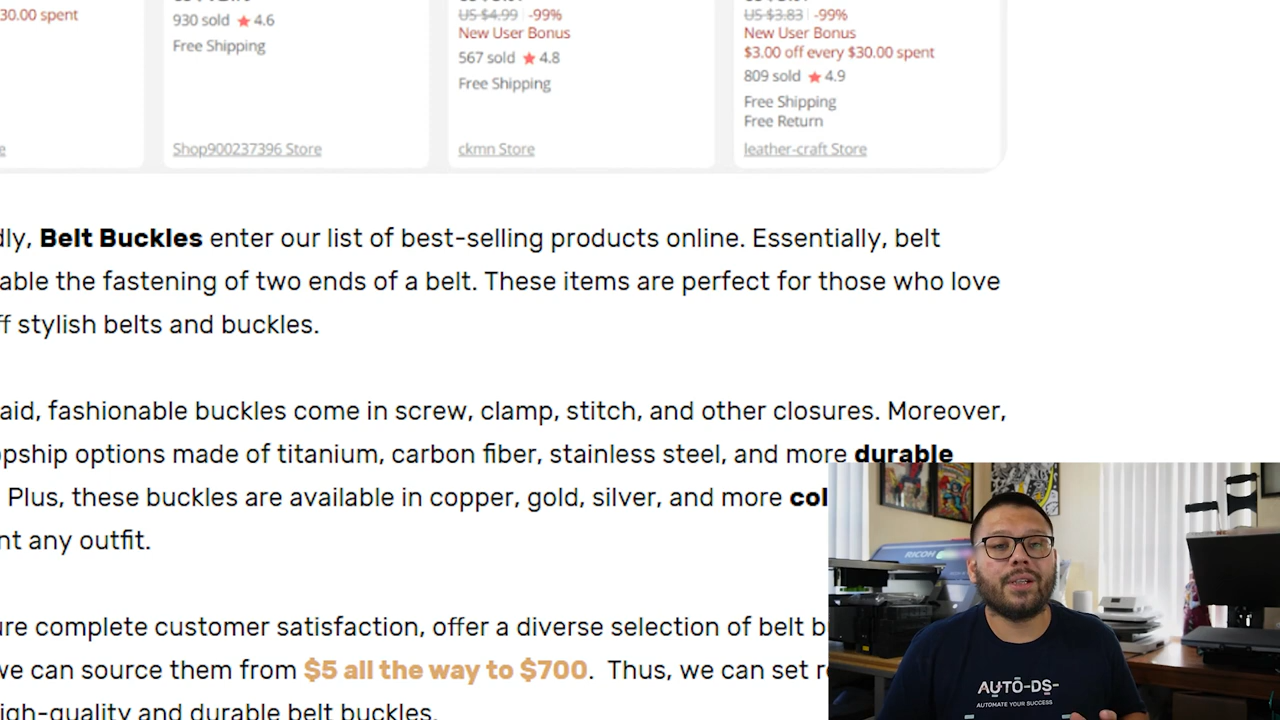 30.00 spent
930 sold ★ 4.6
Free Shipping
Shop900237396 Store
US $4.99 -99%
New User Bonus
567 sold ★ 4.8
Free Shipping
ckmn Store
US $3.83 -99%
New User Bonus
$3.00 off every $30.00 spent
809 sold ★ 4.9
Free Shipping
Free Return
leather-craft Store
dly, Belt Buckles enter our list of best-selling products online. Essentially, belt
able the fastening of two ends of a belt. These items are perfect for those who love
ff stylish belts and buckles.
aid, fashionable buckles come in screw, clamp, stitch, and other closures. Moreover,
pship options made of titanium, carbon fiber, stainless steel, and more durable
Plus, these buckles are available in copper, gold, silver, and more col
nt any outfit.
ure complete customer satisfaction, offer a diverse selection of belt b
we can source them from $5 all the way to $700. Thus, we can set r
igh-quality and durable belt buckles.
RICOH
AUTO-DS-
AUTOMATE YOUR SUCCESS